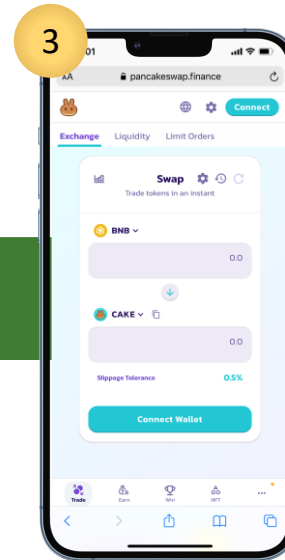 3
01
AA pancakeswap.finance
Connect
Exchange Liquidity Limit Orders
Swap
Trade tokens in an instant
BNB
0.0
CAKE
0.0
Slippage Tolerance 0.5%
Connect Wallet
Trade Earn Win NFT